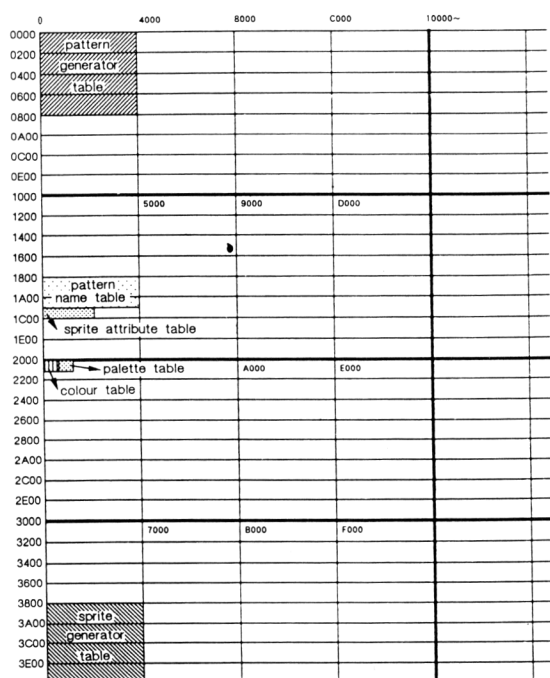 0 4000 8000 C000 10000~
0000
pattern
0200
generator
0400
table
0600
0800
0A00
0C00
0E00
1000
5000 9000 D000
1200
1400
1600
1800
pattern
1A00 name table
1C00
sprite attribute table
1E00
2000
palette table A000 E000
2200
colour table
2400
2600
2800
2A00
2C00
2E00
3000
7000 B000 F000
3200
3400
3600
3800
sprite
3A00
generator
3C00
table
3E00